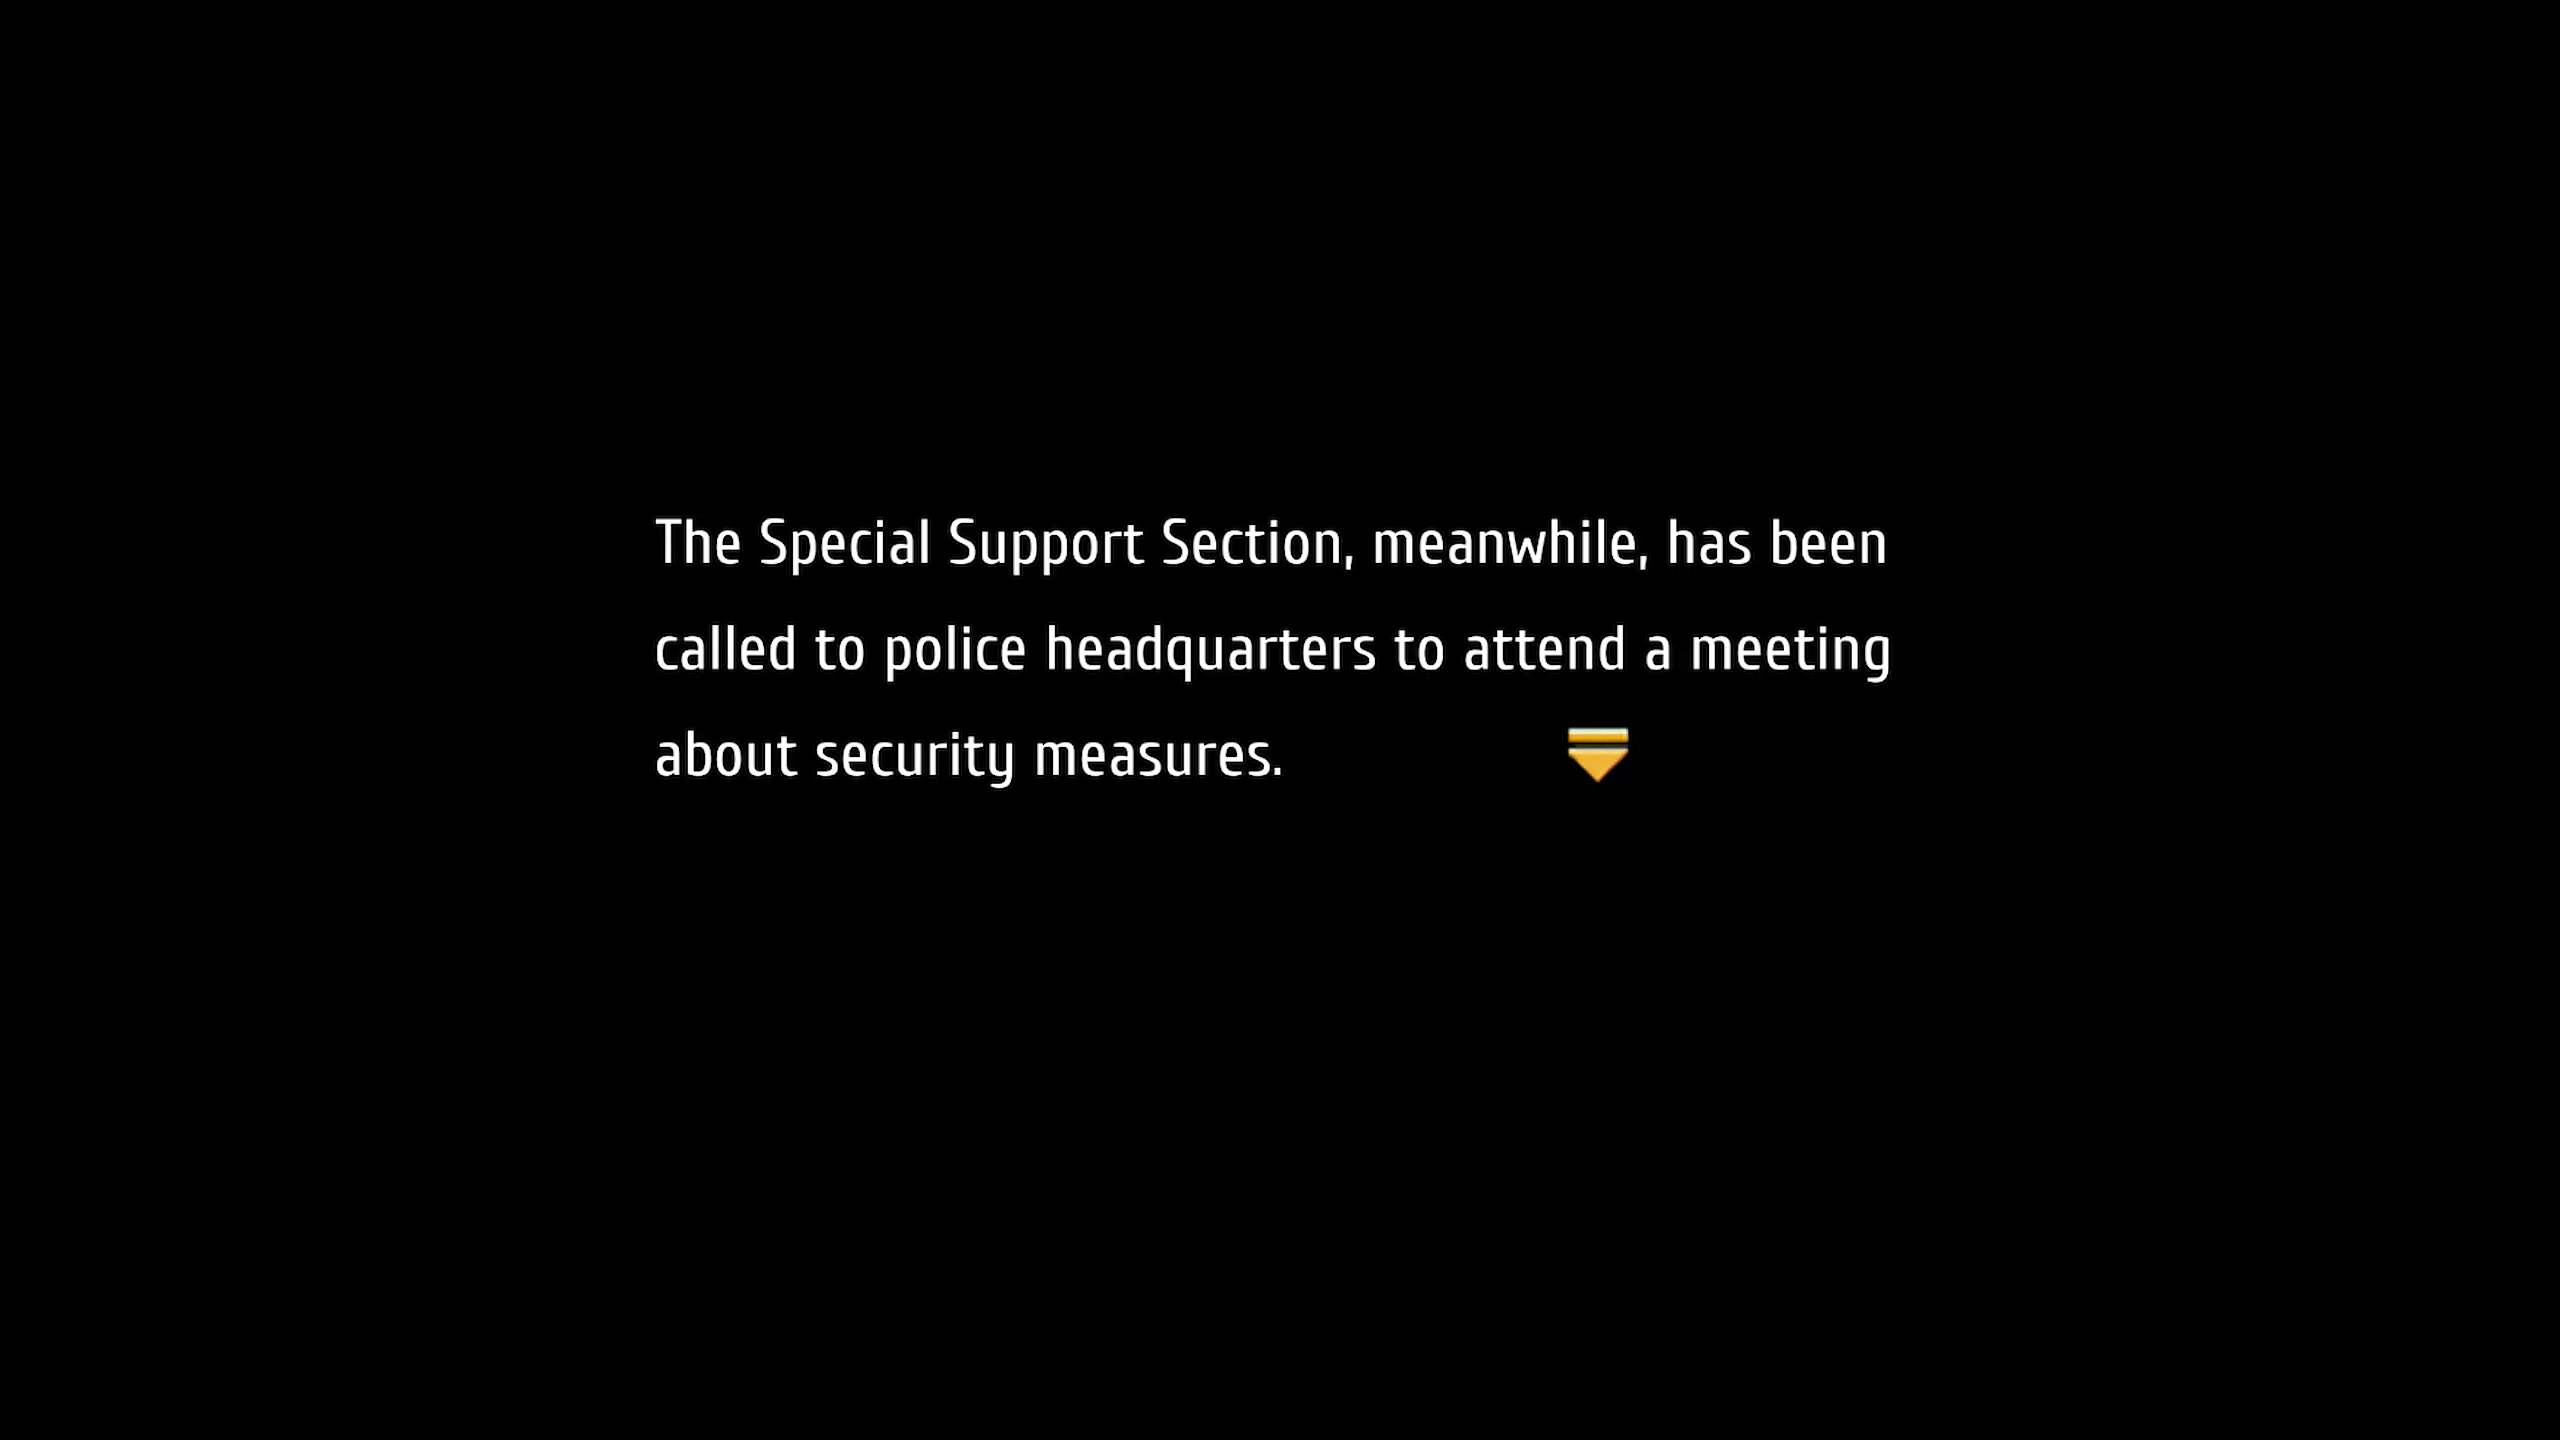 The Special Support Section, meanwhile, has been
called to police headquarters to attend a meeting
about security measures.